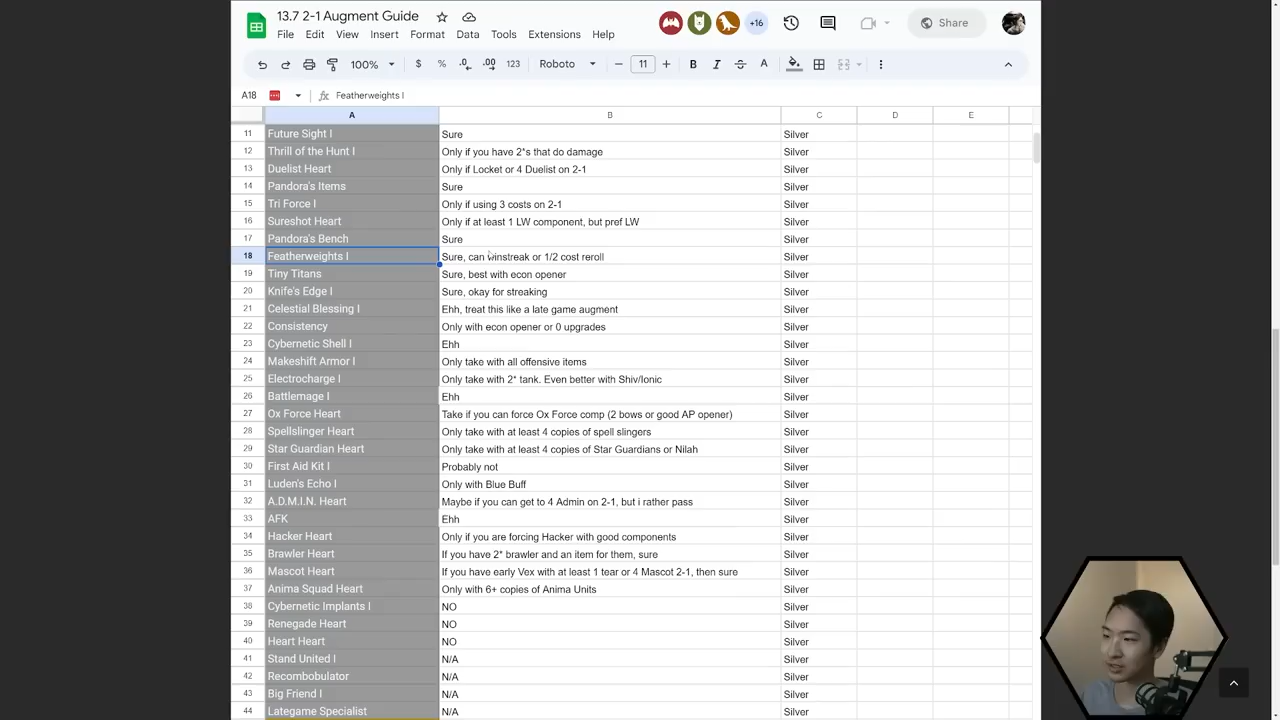 13.7 2-1 Augment Guide
+16
Share
File Edit View Insert Format Data Tools Extensions Help
100% $ % .0 .00 123 Roboto 11 B I S A
A18 fx Featherweights I
A B C D E
11 Future Sight I Sure Silver
12 Thrill of the Hunt I Only if you have 2*s that do damage Silver
13 Duelist Heart Only if Locket or 4 Duelist on 2-1 Silver
14 Pandora's Items Sure Silver
15 Tri Force I Only if using 3 costs on 2-1 Silver
16 Sureshot Heart Only if at least 1 LW component, but pref LW Silver
17 Pandora's Bench Sure Silver
18 Featherweights I Sure, can winstreak or 1/2 cost reroll Silver
19 Tiny Titans Sure, best with econ opener Silver
20 Knife's Edge I Sure, okay for streaking Silver
21 Celestial Blessing I Ehh, treat this like a late game augment Silver
22 Consistency Only with econ opener or 0 upgrades Silver
23 Cybernetic Shell I Ehh Silver
24 Makeshift Armor I Only take with all offensive items Silver
25 Electrocharge I Only take with 2* tank. Even better with Shiv/Ionic Silver
26 Battlemage I Ehh Silver
27 Ox Force Heart Take if you can force Ox Force comp (2 bows or good AP opener) Silver
28 Spellslinger Heart Only take with at least 4 copies of spell slingers Silver
29 Star Guardian Heart Only take with at least 4 copies of Star Guardians or Nilah Silver
30 First Aid Kit I Probably not Silver
31 Luden's Echo I Only with Blue Buff Silver
32 A.D.M.I.N. Heart Maybe if you can get to 4 Admin on 2-1, but i rather pass Silver
33 AFK Ehh Silver
34 Hacker Heart Only if you are forcing Hacker with good components Silver
35 Brawler Heart If you have 2* brawler and an item for them, sure Silver
36 Mascot Heart If you have early Vex with at least 1 tear or 4 Mascot 2-1, then sure Silver
37 Anima Squad Heart Only with 6+ copies of Anima Units Silver
38 Cybernetic Implants I NO Silver
39 Renegade Heart NO Silver
40 Heart Heart NO Silver
41 Stand United I N/A Silver
42 Recombobulator N/A Silver
43 Big Friend I N/A Silver
44 Lategame Specialist N/A Silver